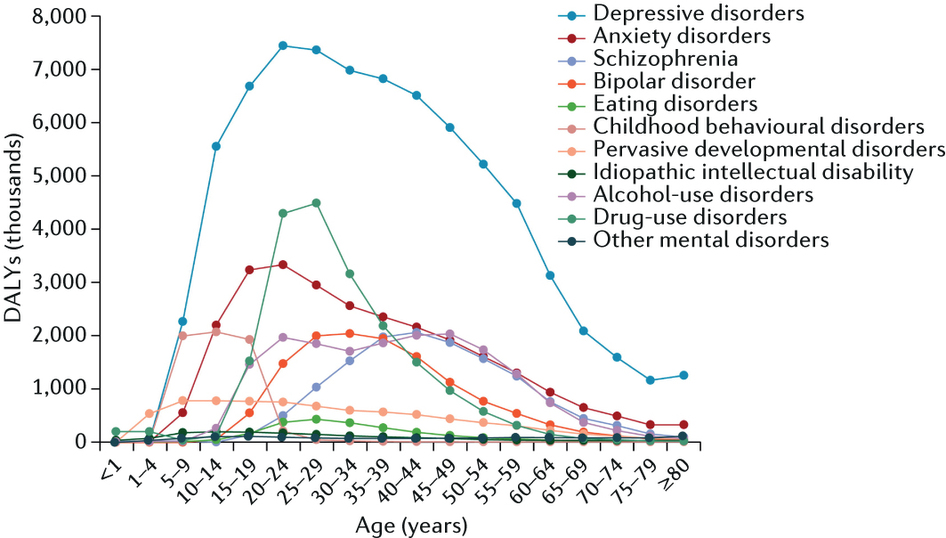 8,000
7,000
6,000
5,000
4,000
3,000
2,000
1,000
0
DALYs (thousands)
Depressive disorders
Anxiety disorders
Schizophrenia
Bipolar disorder
Eating disorders
Childhood behavioural disorders
Pervasive developmental disorders
Idiopathic intellectual disability
Alcohol-use disorders
Drug-use disorders
Other mental disorders
<1
1–4
5–9
10–14
15–19
20–24
25–29
30–34
35–39
40–44
45–49
50–54
55–59
60–64
65–69
70–74
75–79
≥80
Age (years)